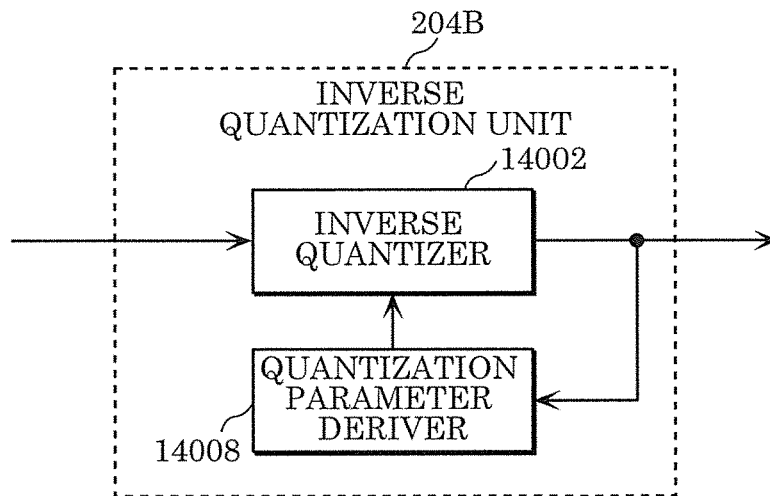 204B
INVERSE
QUANTIZATION UNIT
14002
INVERSE
QUANTIZER
QUANTIZATION
PARAMETER
DERIVER
14008